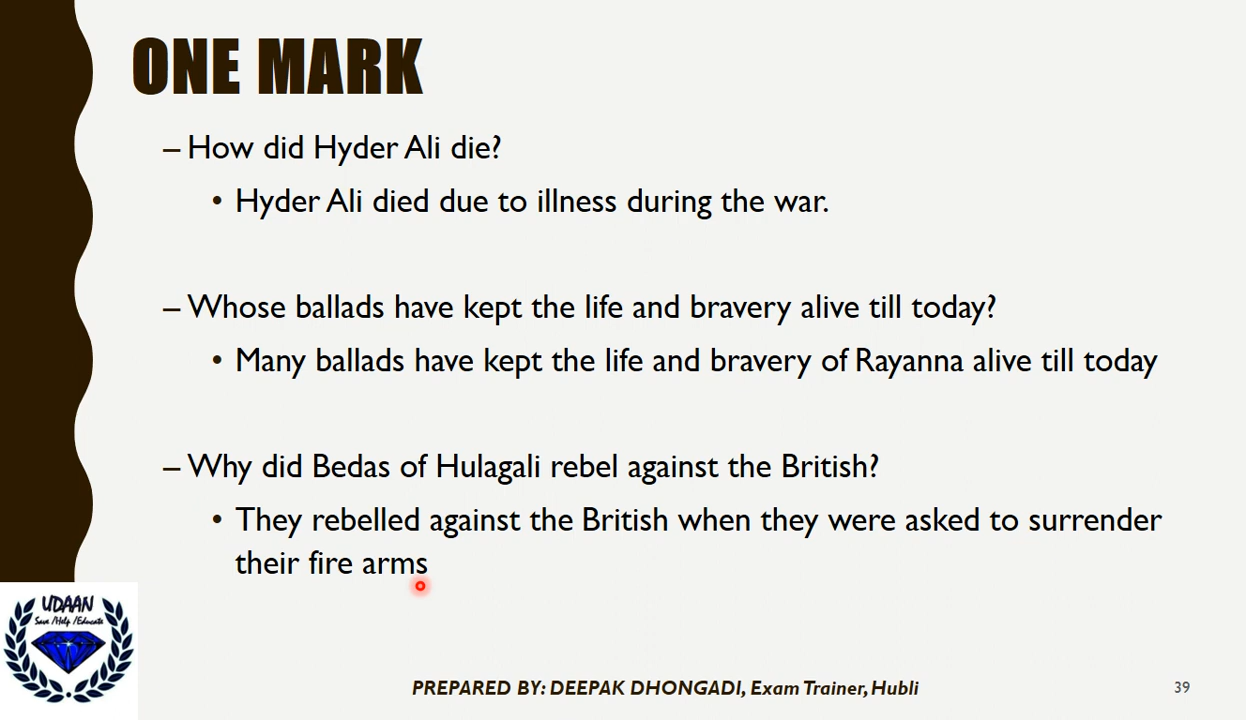 ONE MARK
– How did Hyder Ali die?
• Hyder Ali died due to illness during the war.
– Whose ballads have kept the life and bravery alive till today?
• Many ballads have kept the life and bravery of Rayanna alive till today
– Why did Bedas of Hulagali rebel against the British?
• They rebelled against the British when they were asked to surrender
their fire arms
UDAAN
Save /Help /Educate
PREPARED BY: DEEPAK DHONGADI, Exam Trainer, Hubli
39